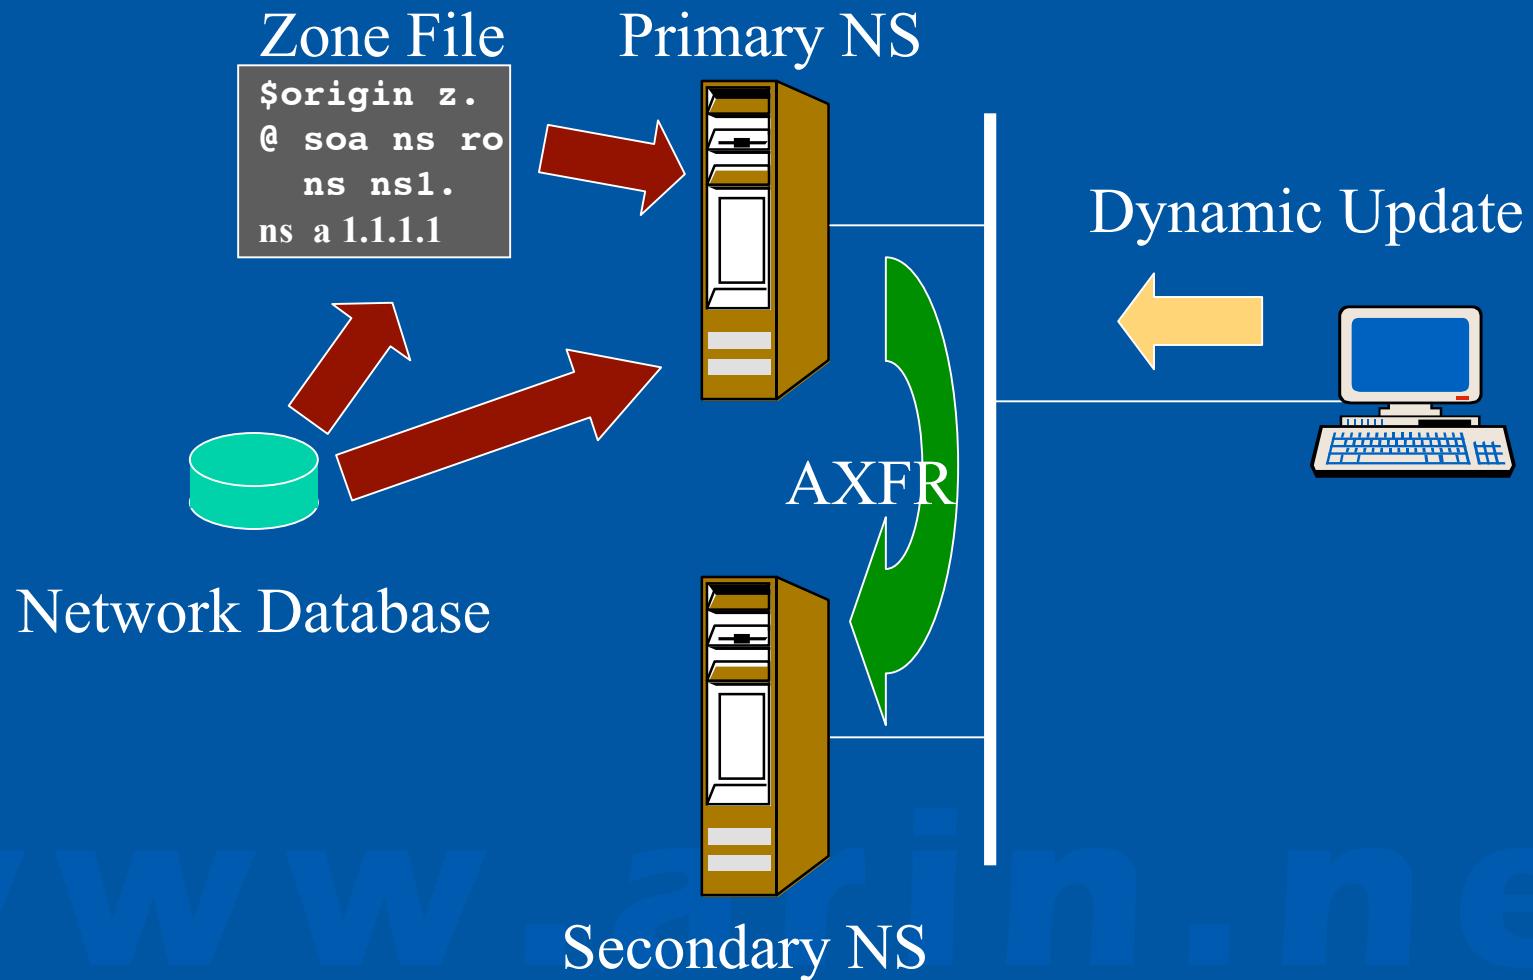 Zone File
Primary NS
$origin z.
@ soa ns ro
ns ns1.
ns a 1.1.1.1
Dynamic Update
AXFR
Network Database
Secondary NS
www.arin.ne